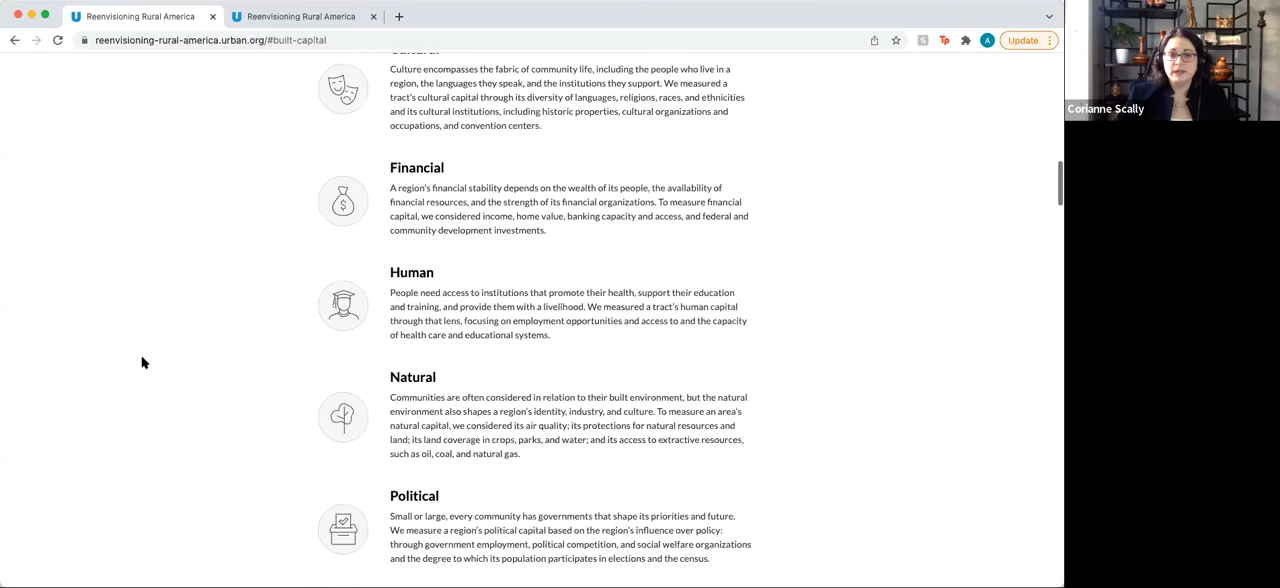 Reenvisioning Rural America
Reenvisioning Rural America
reenvisioning-rural-america.urban.org/#built-capital
Tp
A
Update
Corianne Scally
Culture encompasses the fabric of community life, including the people who live in a
region, the languages they speak, and the institutions they support. We measured a
tract's cultural capital through its diversity of languages, religions, races, and ethnicities
and its cultural institutions, including historic properties, cultural organizations and
occupations, and convention centers.
Financial
A region's financial stability depends on the wealth of its people, the availability of
financial resources, and the strength of its financial organizations. To measure financial
capital, we considered income, home value, banking capacity and access, and federal and
community development investments.
$
Human
People need access to institutions that promote their health, support their education
and training, and provide them with a livelihood. We measured a tract's human capital
through that lens, focusing on employment opportunities and access to and the capacity
of health care and educational systems.
Natural
Communities are often considered in relation to their built environment, but the natural
environment also shapes a region's identity, industry, and culture. To measure an area's
natural capital, we considered its air quality; its protections for natural resources and
land; its land coverage in crops, parks, and water; and its access to extractive resources,
such as oil, coal, and natural gas.
Political
Small or large, every community has governments that shape its priorities and future.
We measure a region's political capital based on the region's influence over policy:
through government employment, political competition, and social welfare organizations
and the degree to which its population participates in elections and the census.